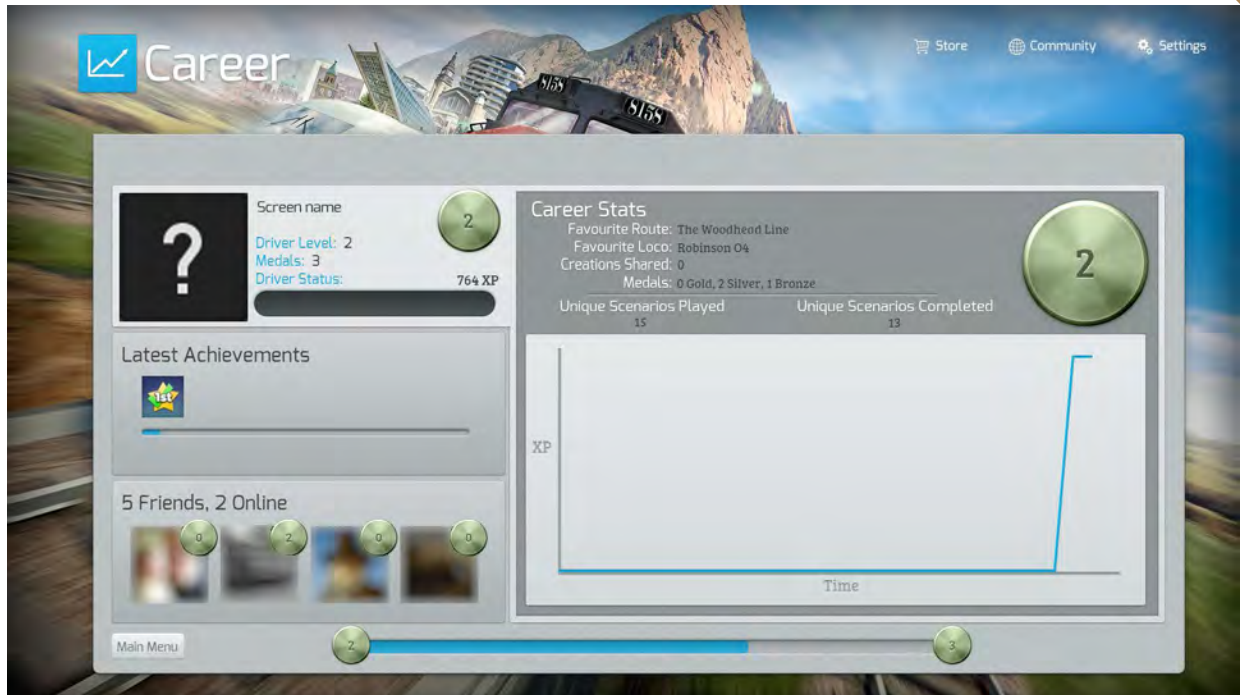 Career
Store
Community
Settings
8158
8158
Screen name
2
Driver Level: 2
Medals: 3
Driver Status:
764 XP
Career Stats
Favourite Route: The Woodhead Line
Favourite Loco: Robinson O4
Creations Shared: 0
Medals: 0 Gold, 2 Silver, 1 Bronze
2
Unique Scenarios Played
Unique Scenarios Completed
15
13
Latest Achievements
1st
XP
Time
5 Friends, 2 Online
0
2
0
0
Main Menu
2
3